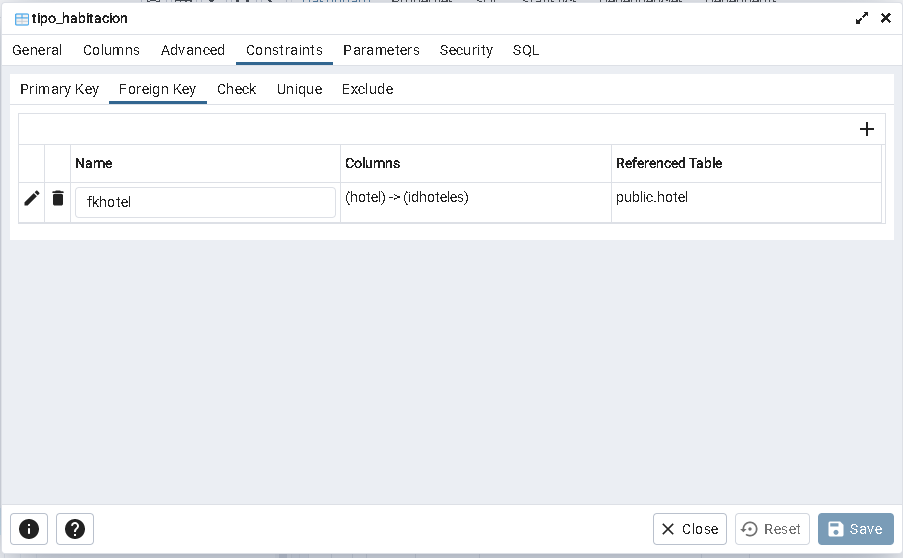 tipo_habitacion
General Columns Advanced Constraints Parameters Security SQL
Primary Key Foreign Key Check Unique Exclude
Name Columns Referenced Table
fkhotel (hotel) -> (idhoteles) public.hotel
Close Reset Save